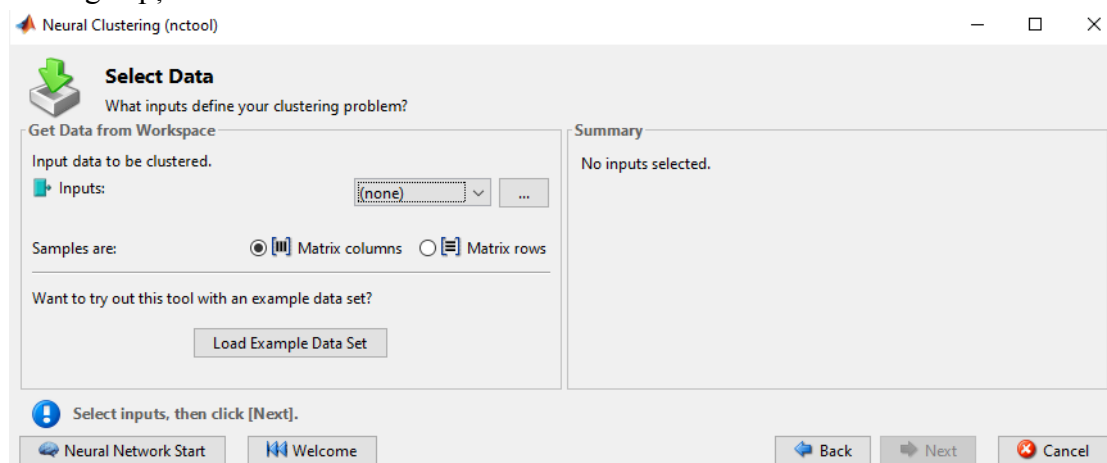 Neural Clustering (nctool)
Select Data
What inputs define your clustering problem?
Get Data from Workspace
Input data to be clustered.
Inputs:
(none)
...
Samples are:
Matrix columns
Matrix rows
Want to try out this tool with an example data set?
Load Example Data Set
Summary
No inputs selected.
Select inputs, then click [Next].
Neural Network Start
Welcome
Back
Next
Cancel